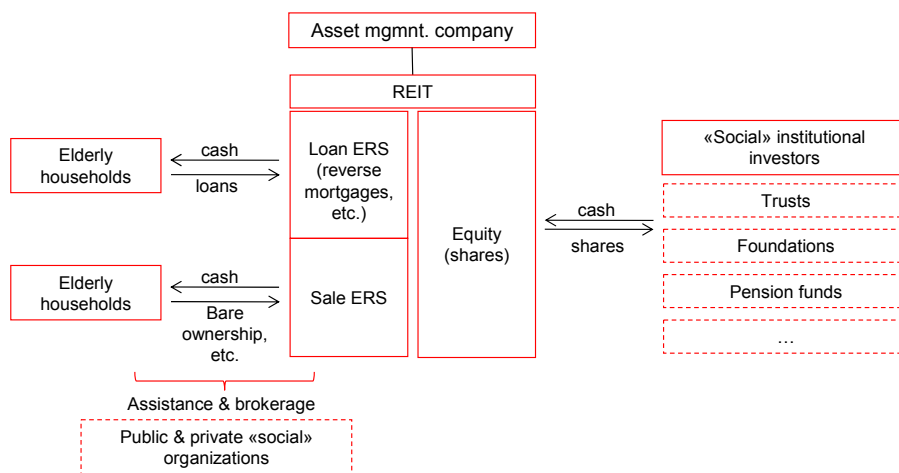 Asset mgmnt. company
REIT
Elderly
households
cash
loans
Loan ERS
(reverse
mortgages,
etc.)
Equity
(shares)
cash
shares
«Social» institutional
investors
Trusts
Foundations
Pension funds
…
Elderly
households
cash
Bare
ownership,
etc.
Sale ERS
Assistance & brokerage
Public & private «social»
organizations